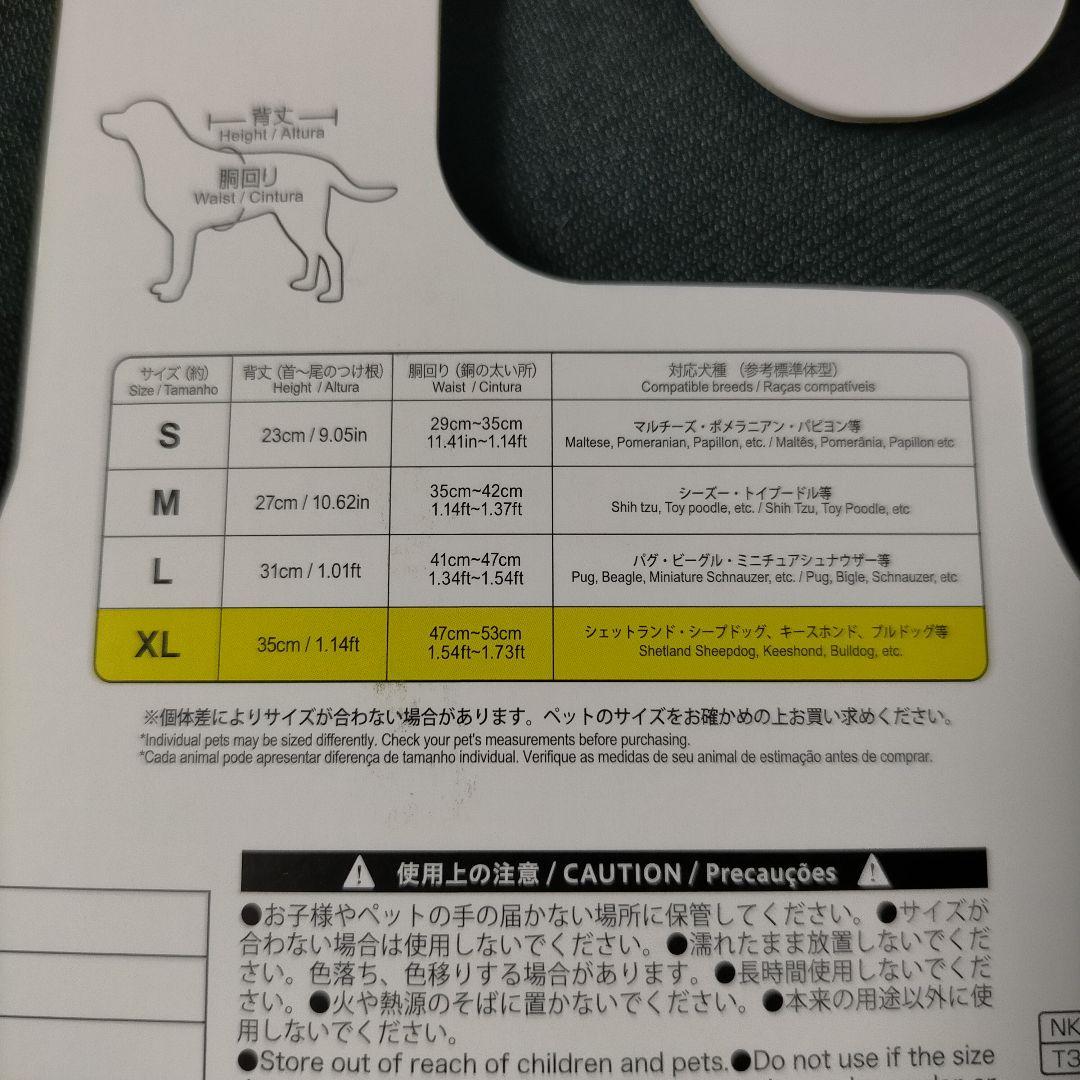 背丈
Height / Altura
胴回り
Waist / Cintura
サイズ (約) 背丈 (首〜尾のつけ根) 胴回り (銅の太い所) 対応犬種 (参考標準体型)
Size / Tamanho Height / Altura Waist / Cintura Compatible breeds / Raças compatíveis
S 23cm / 9.05in 29cm~35cm マルチーズ・ポメラニアン・パピヨン等
11.41in~1.14ft Maltese, Pomeranian, Papillon, etc. / Maltês, Pomerânia, Papillon etc
M 27cm / 10.62in 35cm~42cm シーズー・トイプードル等
1.14ft~1.37ft Shih tzu, Toy poodle, etc. / Shih Tzu, Toy Poodle, etc
L 31cm / 1.01ft 41cm~47cm パグ・ビーグル・ミニチュアシュナウザー等
1.34ft~1.54ft Pug, Beagle, Miniature Schnauzer, etc. / Pug, Bigle, Schnauzer, etc
XL 35cm / 1.14ft 47cm~53cm シェットランド・シープドッグ、キースホンド、ブルドッグ等
1.54ft~1.73ft Shetland Sheepdog, Keeshond, Bulldog, etc.
※個体差によりサイズが合わない場合があります。ペットのサイズをお確かめの上お買い求めください。
*Individual pets may be sized differently. Check your pet's measurements before purchasing.
*Cada animal pode apresentar diferença de tamanho individual. Verifique as medidas de seu animal de estimação antes de comprar.
使用上の注意 / CAUTION / Precauções
●お子様やペットの手の届かない場所に保管してください。●サイズが
合わない場合は使用しないでください。●濡れたまま放置しないでくだ
さい。色落ち、色移りする場合があります。●長時間使用しないでくだ
さい。●火や熱源のそばに置かないでください。●本来の用途以外に使
用しないでください。
●Store out of reach of children and pets.●Do not use if the size
NK
T3